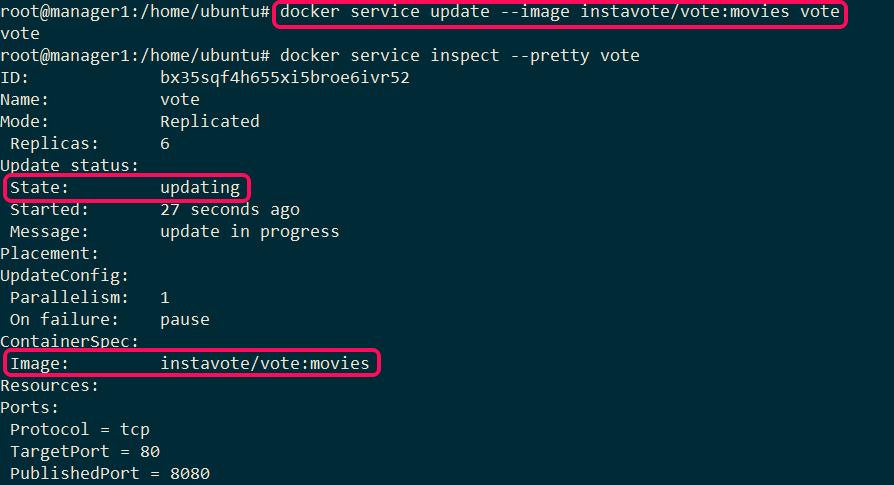 root@manager1:/home/ubuntu# docker service update --image instavote/vote:movies vote
vote
root@manager1:/home/ubuntu# docker service inspect --pretty vote
ID:             bx35sqf4h655xi5broe6ivr52
Name:           vote
Mode:           Replicated
 Replicas:      6
Update status:
 State:         updating
 Started:       27 seconds ago
 Message:       update in progress
Placement:
UpdateConfig:
 Parallelism:   1
 On failure:    pause
ContainerSpec:
 Image:         instavote/vote:movies
Resources:
Ports:
 Protocol = tcp
 TargetPort = 80
 PublishedPort = 8080